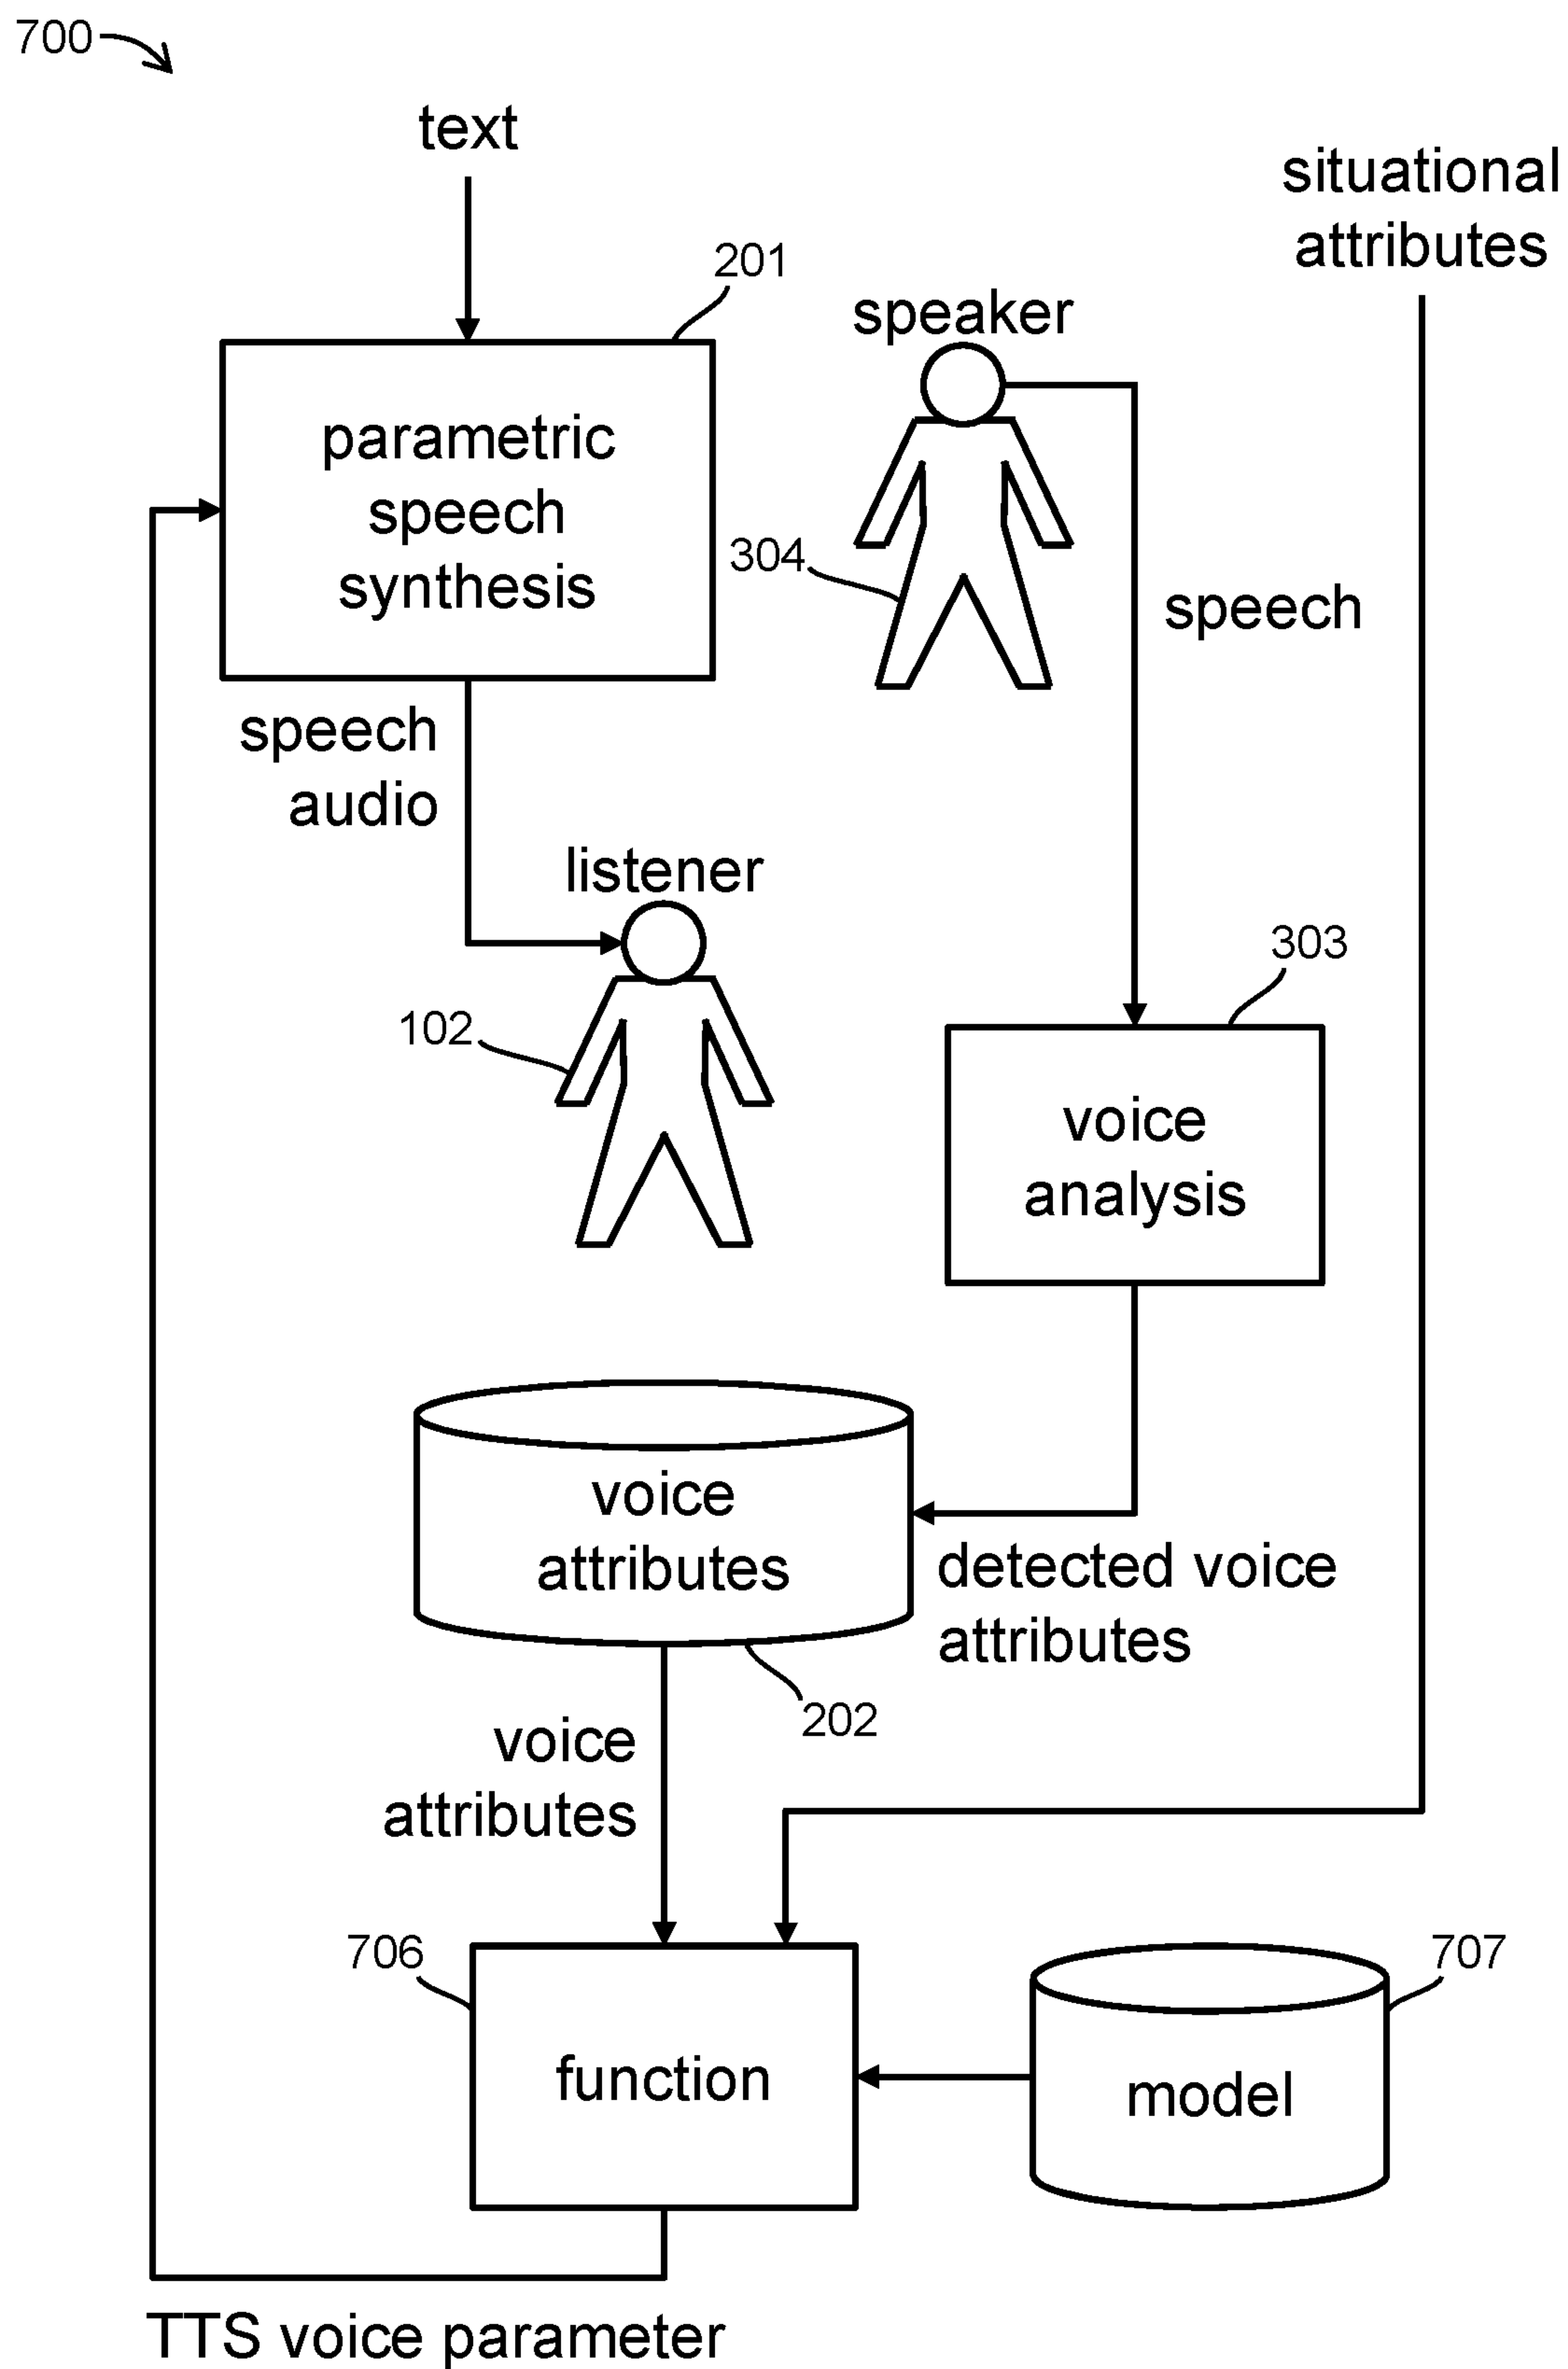 700
text
situational
attributes
201
speaker
parametric
speech
synthesis
304
speech
speech
audio
listener
303
102
voice
analysis
voice
attributes
detected voice
attributes
202
voice
attributes
706
707
function
model
TTS voice parameter